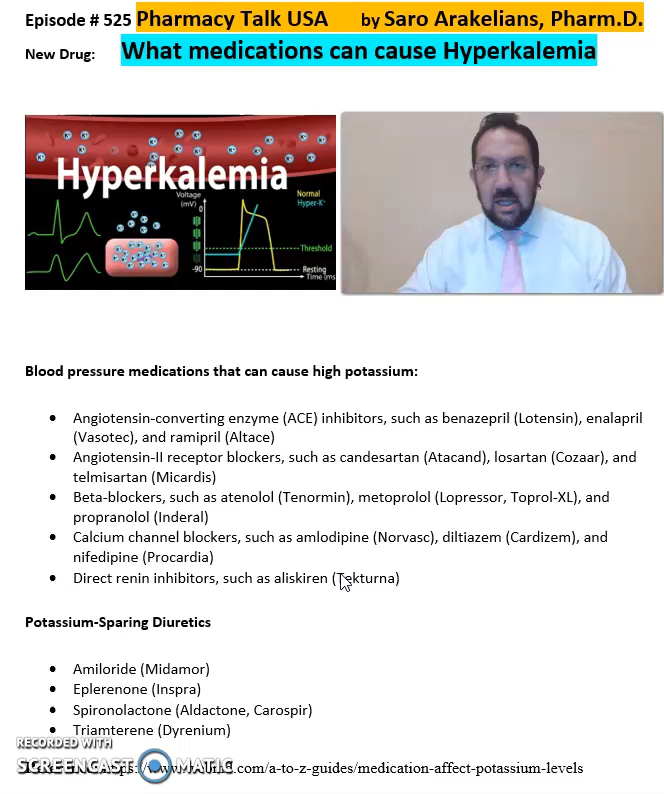 Episode # 525 Pharmacy Talk USA by Saro Arakelians, Pharm.D.
New Drug: What medications can cause Hyperkalemia
Hyperkalemia
Voltage
(mV)
0
-90
Normal
Hyper-K⁺
Threshold
Resting
Time (ms
Blood pressure medications that can cause high potassium:
• Angiotensin-converting enzyme (ACE) inhibitors, such as benazepril (Lotensin), enalapril
(Vasotec), and ramipril (Altace)
• Angiotensin-II receptor blockers, such as candesartan (Atacand), losartan (Cozaar), and
telmisartan (Micardis)
• Beta-blockers, such as atenolol (Tenormin), metoprolol (Lopressor, Toprol-XL), and
propranolol (Inderal)
• Calcium channel blockers, such as amlodipine (Norvasc), diltiazem (Cardizem), and
nifedipine (Procardia)
• Direct renin inhibitors, such as aliskiren (Tekturna)
Potassium-Sparing Diuretics
• Amiloride (Midamor)
• Eplerenone (Inspra)
• Spironolactone (Aldactone, Carospir)
• Triamterene (Dyrenium)
RECORDED WITH
SCREENCAST MATIC
.com/a-to-z-guides/medication-affect-potassium-levels